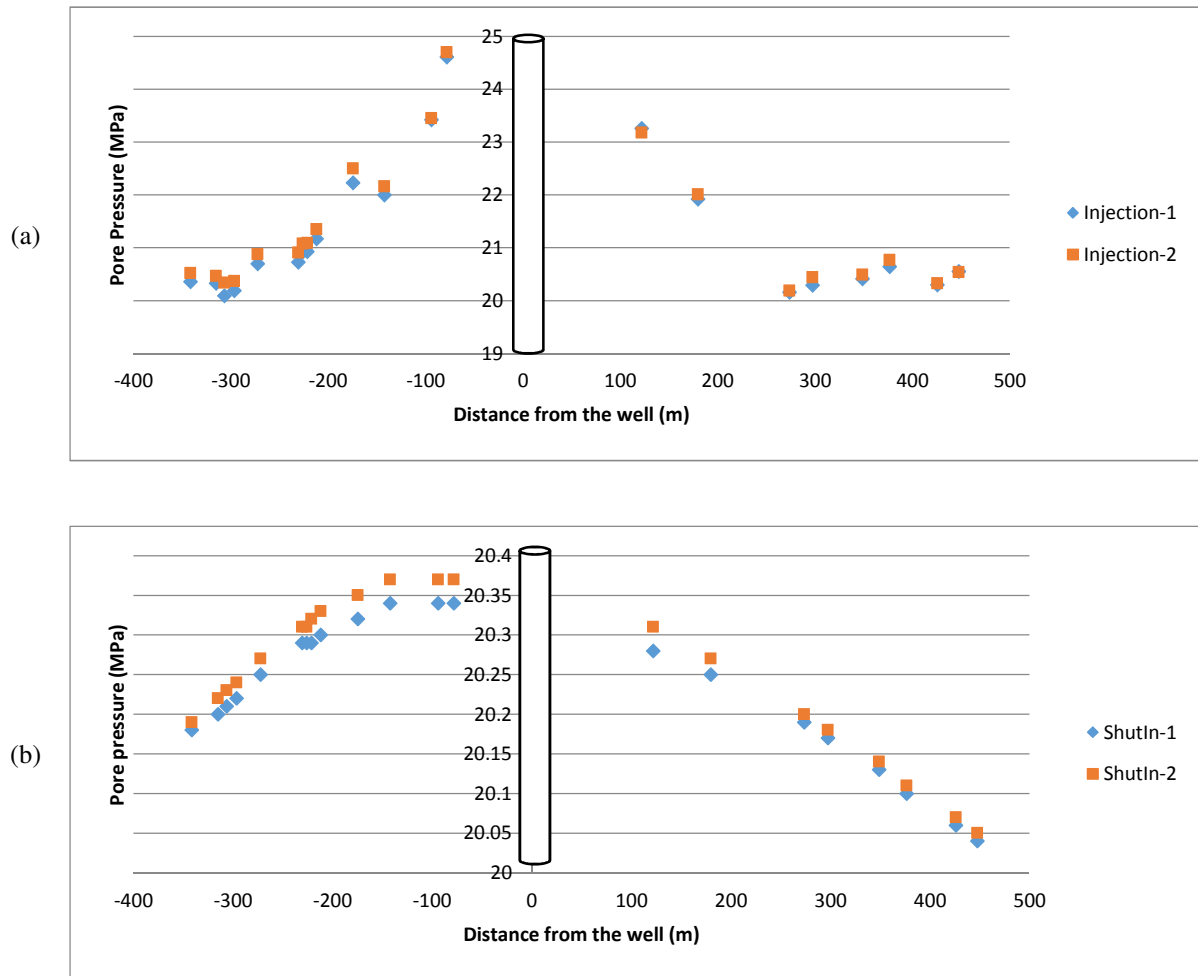 (a)
Pore Pressure (MPa)
25
24
23
22
21
20
19
-400 -300 -200 -100 0 100 200 300 400 500
Distance from the well (m)
Injection-1
Injection-2
(b)
Pore pressure (MPa)
20.4
20.35
20.3
20.25
20.2
20.15
20.1
20.05
20
-400 -300 -200 -100 0 100 200 300 400 500
Distance from the well (m)
ShutIn-1
ShutIn-2